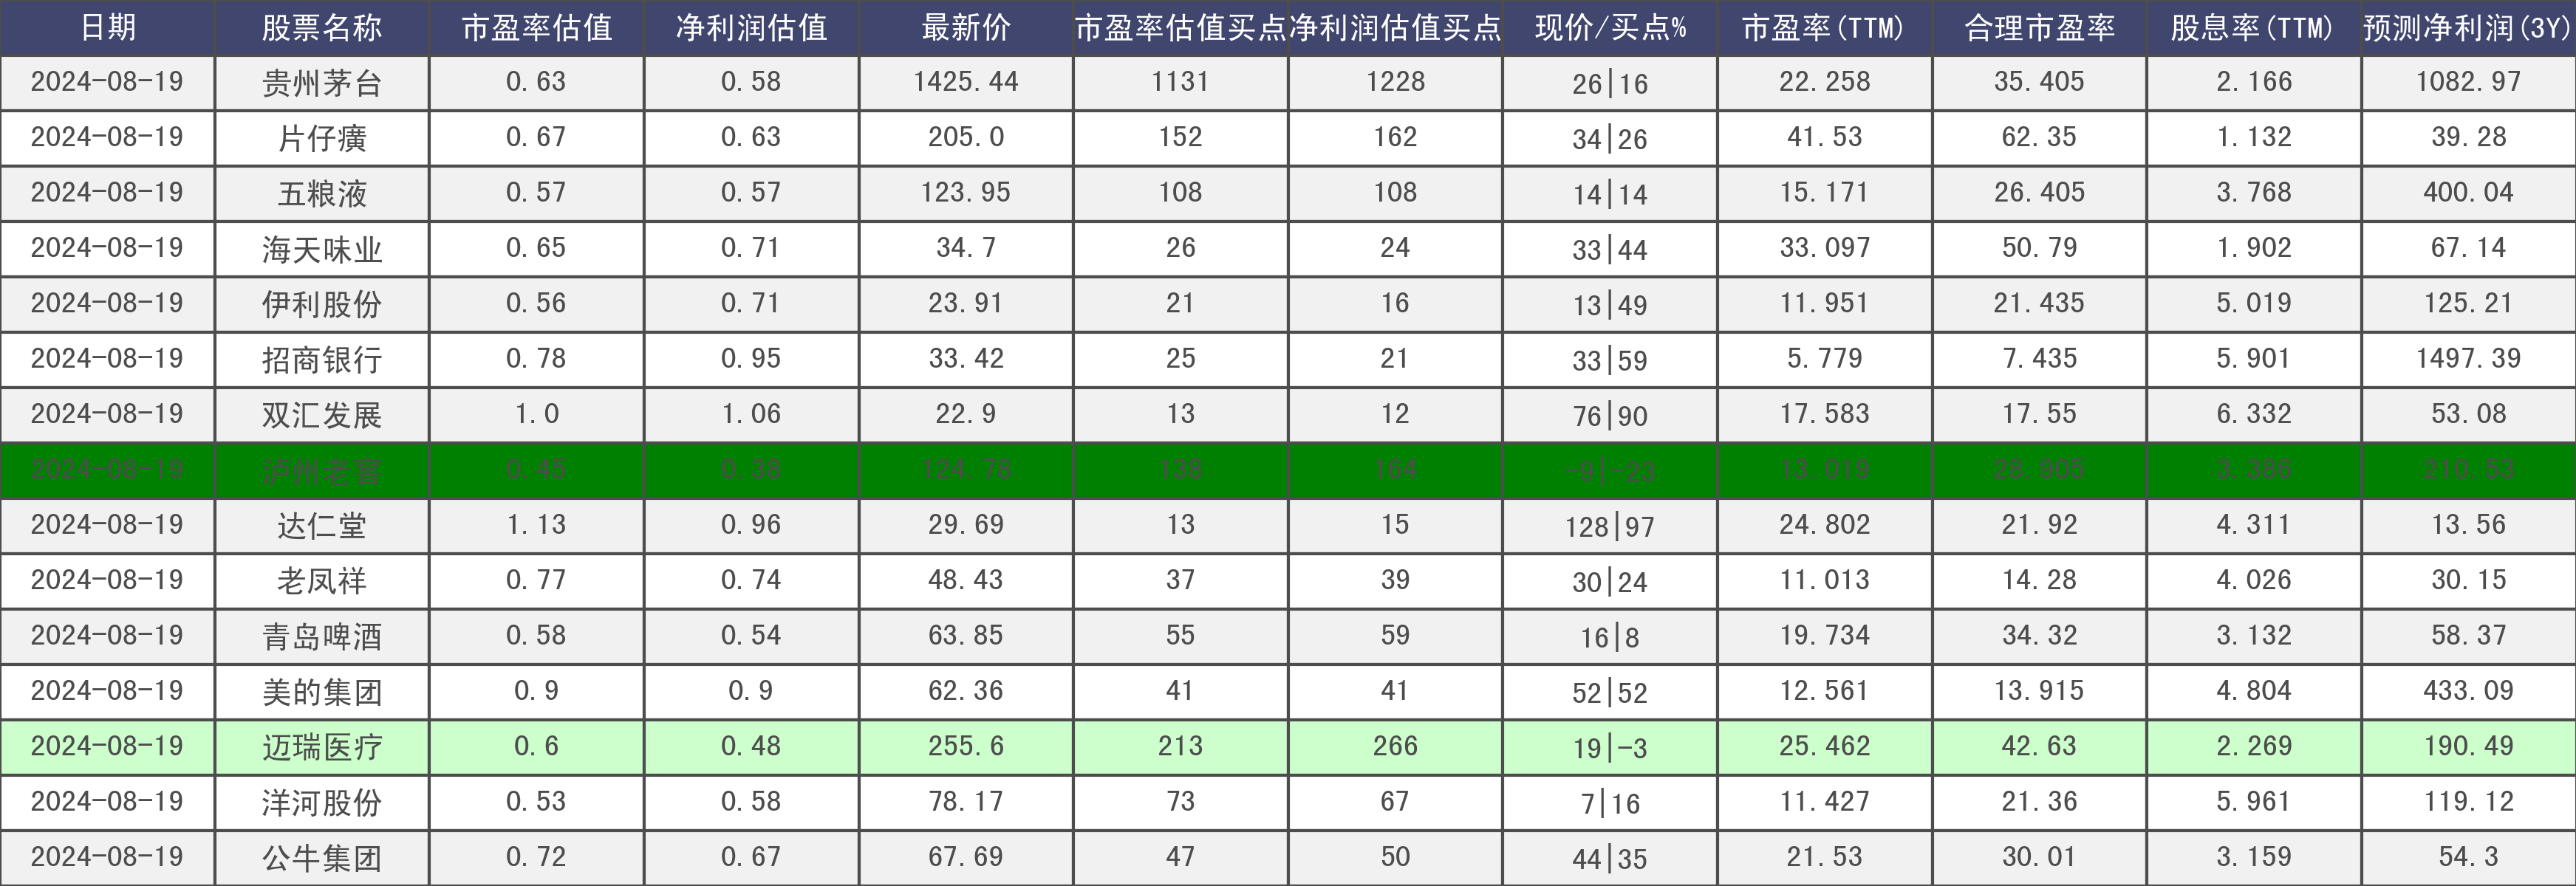 日期 股票名称 市盈率估值 净利润估值 最新价 市盈率估值买点 净利润估值买点 现价/买点% 市盈率(TTM) 合理市盈率 股息率(TTM) 预测净利润(3Y)
2024-08-19 贵州茅台 0.63 0.58 1425.44 1131 1228 26|16 22.258 35.405 2.166 1082.97
2024-08-19 片仔癀 0.67 0.63 205.0 152 162 34|26 41.53 62.35 1.132 39.28
2024-08-19 五粮液 0.57 0.57 123.95 108 108 14|14 15.171 26.405 3.768 400.04
2024-08-19 海天味业 0.65 0.71 34.7 26 24 33|44 33.097 50.79 1.902 67.14
2024-08-19 伊利股份 0.56 0.71 23.91 21 16 13|49 11.951 21.435 5.019 125.21
2024-08-19 招商银行 0.78 0.95 33.42 25 21 33|59 5.779 7.435 5.901 1497.39
2024-08-19 双汇发展 1.0 1.06 22.9 13 12 76|90 17.583 17.55 6.332 53.08
2024-08-19 泸州老窖 0.45 0.38 124.78 138 164 -9|-23 13.019 28.905 3.386 210.53
2024-08-19 达仁堂 1.13 0.96 29.69 13 15 128|97 24.802 21.92 4.311 13.56
2024-08-19 老凤祥 0.77 0.74 48.43 37 39 30|24 11.013 14.28 4.026 30.15
2024-08-19 青岛啤酒 0.58 0.54 63.85 55 59 16|8 19.734 34.32 3.132 58.37
2024-08-19 美的集团 0.9 0.9 62.36 41 41 52|52 12.561 13.915 4.804 433.09
2024-08-19 迈瑞医疗 0.6 0.48 255.6 213 266 19|-3 25.462 42.63 2.269 190.49
2024-08-19 洋河股份 0.53 0.58 78.17 73 67 7|16 11.427 21.36 5.961 119.12
2024-08-19 公牛集团 0.72 0.67 67.69 47 50 44|35 21.53 30.01 3.159 54.3